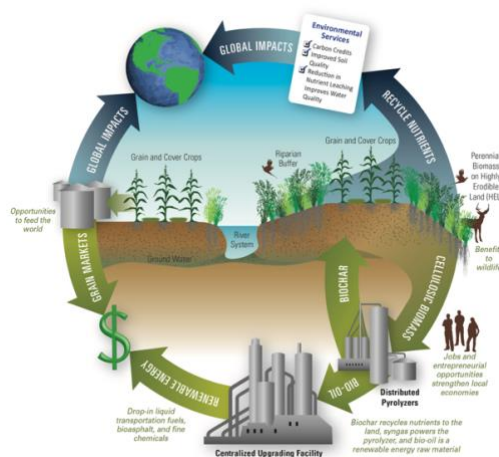 Environmental
Services
Carbon Credits
Improved Soil
Quality
Reduction in
Nutrient Leaching
Improves Water
Quality
GLOBAL IMPACTS
RECYCLE NUTRIENTS
GLOBAL IMPACTS
Grain and Cover Crops
Riparian
Buffer
Grain and Cover Crops
Perennial
Biomass
on Highly
Erodible
Land (HEL)
Opportunities
to feed the
world
River
System
Ground Water
Benefit
to
wildlife
GRAIN MARKETS
BIOCHAR
CELLULOSIC BIOMASS
$
Jobs and
entrepreneurial
opportunities
strengthen local
economies
BIO-OIL
Distributed
Pyrolyzers
RENEWABLE ENERGY
Drop-in liquid
transportation fuels,
bioasphalt, and fine
chemicals
Biochar recycles nutrients to
the land, syngas powers
the pyrolyzer, and bio-oil is a
renewable energy raw material
Centralized Upgrading Facility